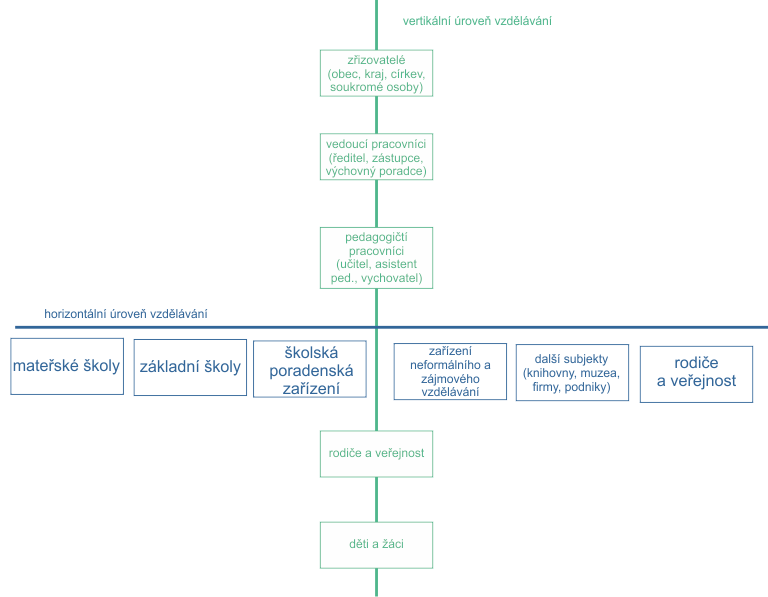 vertikální úroveň vzdělávání
zřizovatelé
(obec, kraj, církev,
soukromé osoby)
vedoucí pracovníci
(ředitel, zástupce,
výchovný poradce)
pedagogičtí
pracovníci
(učitel, asistent
ped., vychovatel)
horizontální úroveň vzdělávání
mateřské školy
základní školy
školská
poradenská
zařízení
zařízení
neformálního a
zájmového
vzdělávání
další subjekty
(knihovny, muzea,
firmy, podniky)
rodiče
a veřejnost
rodiče a veřejnost
děti a žáci